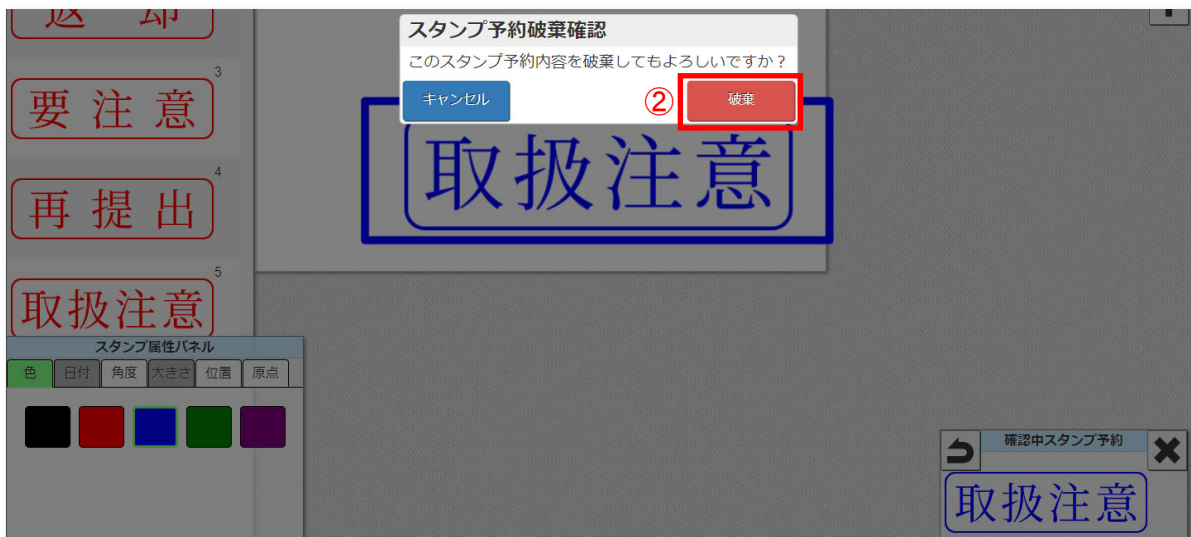 返却
3
要注意
4
再提出
5
取扱注意
スタンプ予約破棄確認
このスタンプ予約内容を破棄してもよろしいですか？
キャンセル
②
破棄
取扱注意
スタンプ属性パネル
色 日付 角度 大きさ 位置 原点
確認中スタンプ予約
取扱注意